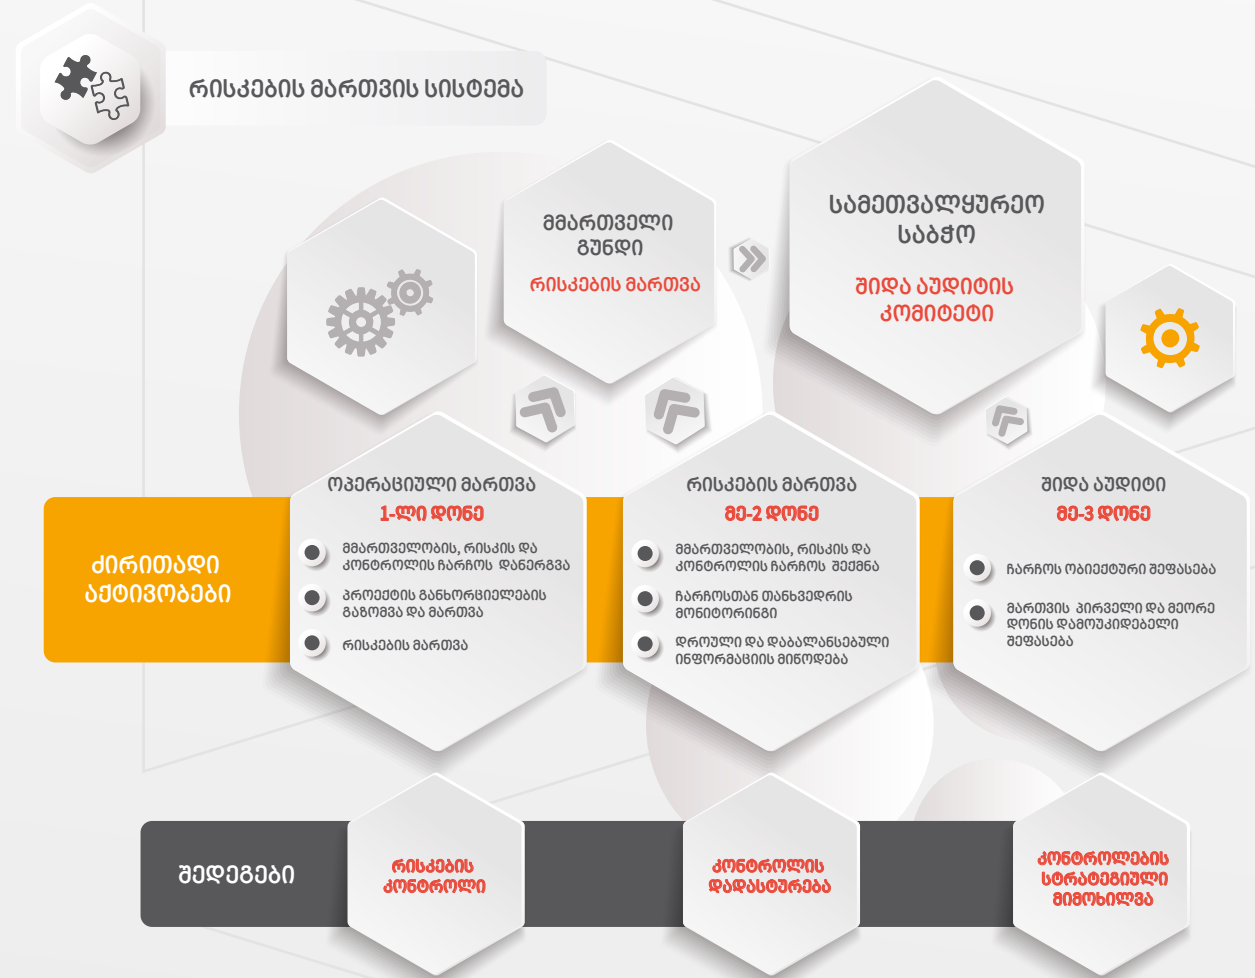 რისკების მართვის სისტემა
მმართველი
გუნდი
რისკების მართვა
სამეთვალყურეო
საბჭო
შიდა აუდიტის
კომიტეტი
ძირითადი
აქტივობები
ოპერაციული მართვა
1-ლი დონე
მმართველობის, რისკის და
კონტროლის ჩარჩოს დანერგვა
პროექტის განხორციელების
გაზომვა და მართვა
რისკების მართვა
რისკების მართვა
მე-2 დონე
მმართველობის, რისკის და
კონტროლის ჩარჩოს შექმნა
ჩარჩოსთან თანხვედრის
მონიტორინგი
დროული და დაბალანსებული
ინფორმაციის მიწოდება
შიდა აუდიტი
მე-3 დონე
ჩარჩოს ობიექტური შეფასება
მართვის პირველი და მეორე
დონის დამოუკიდებელი
შეფასება
შედეგები
რისკების
კონტროლი
კონტროლის
დადასტურება
კონტროლების
სტრატეგიული
მიმოხილვა